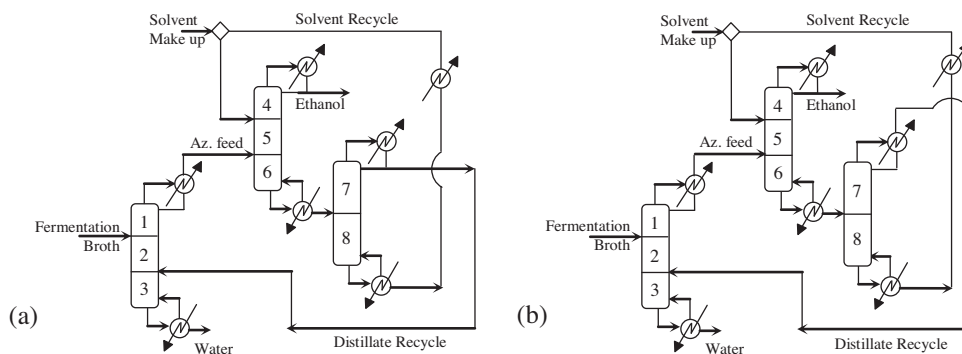 Solvent
Make up
Solvent Recycle
4
5
6
Ethanol
Az. feed
7
8
Fermentation
Broth
1
2
3
Water
Distillate Recycle
(a)
Solvent
Make up
Solvent Recycle
4
5
6
Ethanol
Az. feed
7
8
Fermentation
Broth
1
2
3
Water
Distillate Recycle
(b)